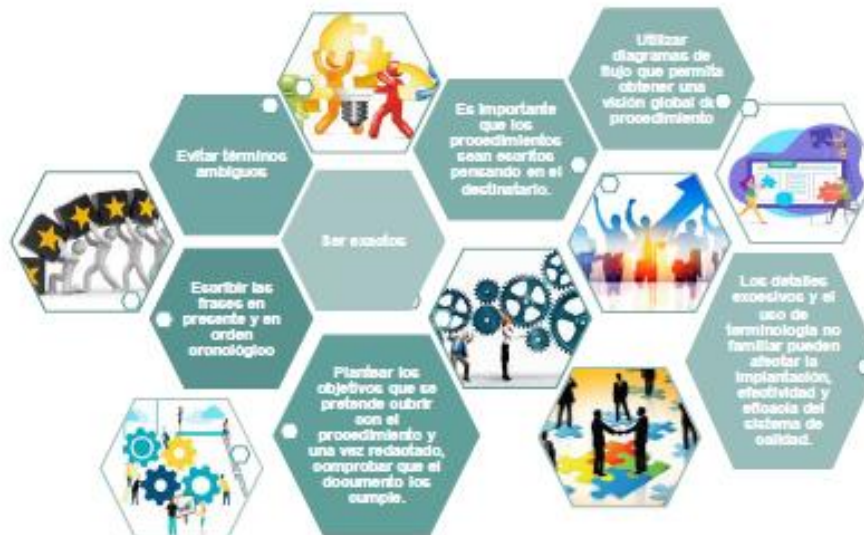 Utilizar
diagramas de
flujo que permita
obtener una
visión global de
procedimiento
Es importante
que los
procedimientos
sean escritos
pensando en el
destinatario.
Evitar términos
ambiguos
Ser exactos
Escribir las
frases en
presente y en
orden
cronológico
Plantear los
objetivos que se
pretende cubrir
con el
procedimiento y
una vez redactado,
comprobar que el
documento los
cumple.
Los detalles
excesivos y el
uso de
terminología no
familiar pueden
afectar la
implantación,
efectividad y
eficacia del
sistema de
calidad.